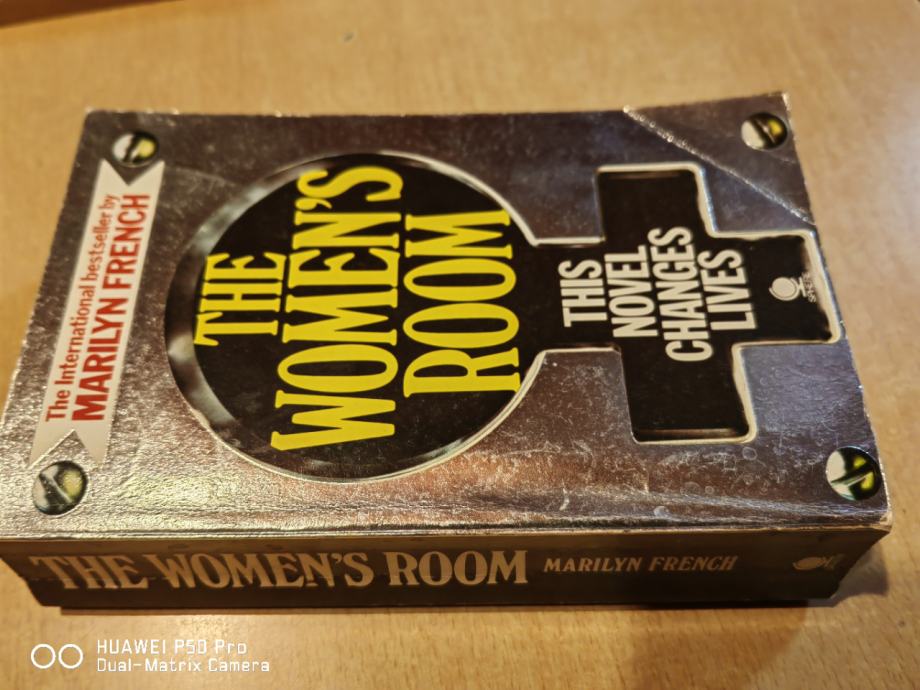 The International bestseller by
MARILYN FRENCH
THE
WOMEN'S
ROOM
THIS
NOVEL
CHANGES
LIVES
SPHERE
THE WOMEN'S ROOM MARILYN FRENCH
HUAWEI P50 Pro
Dual-Matrix Camera